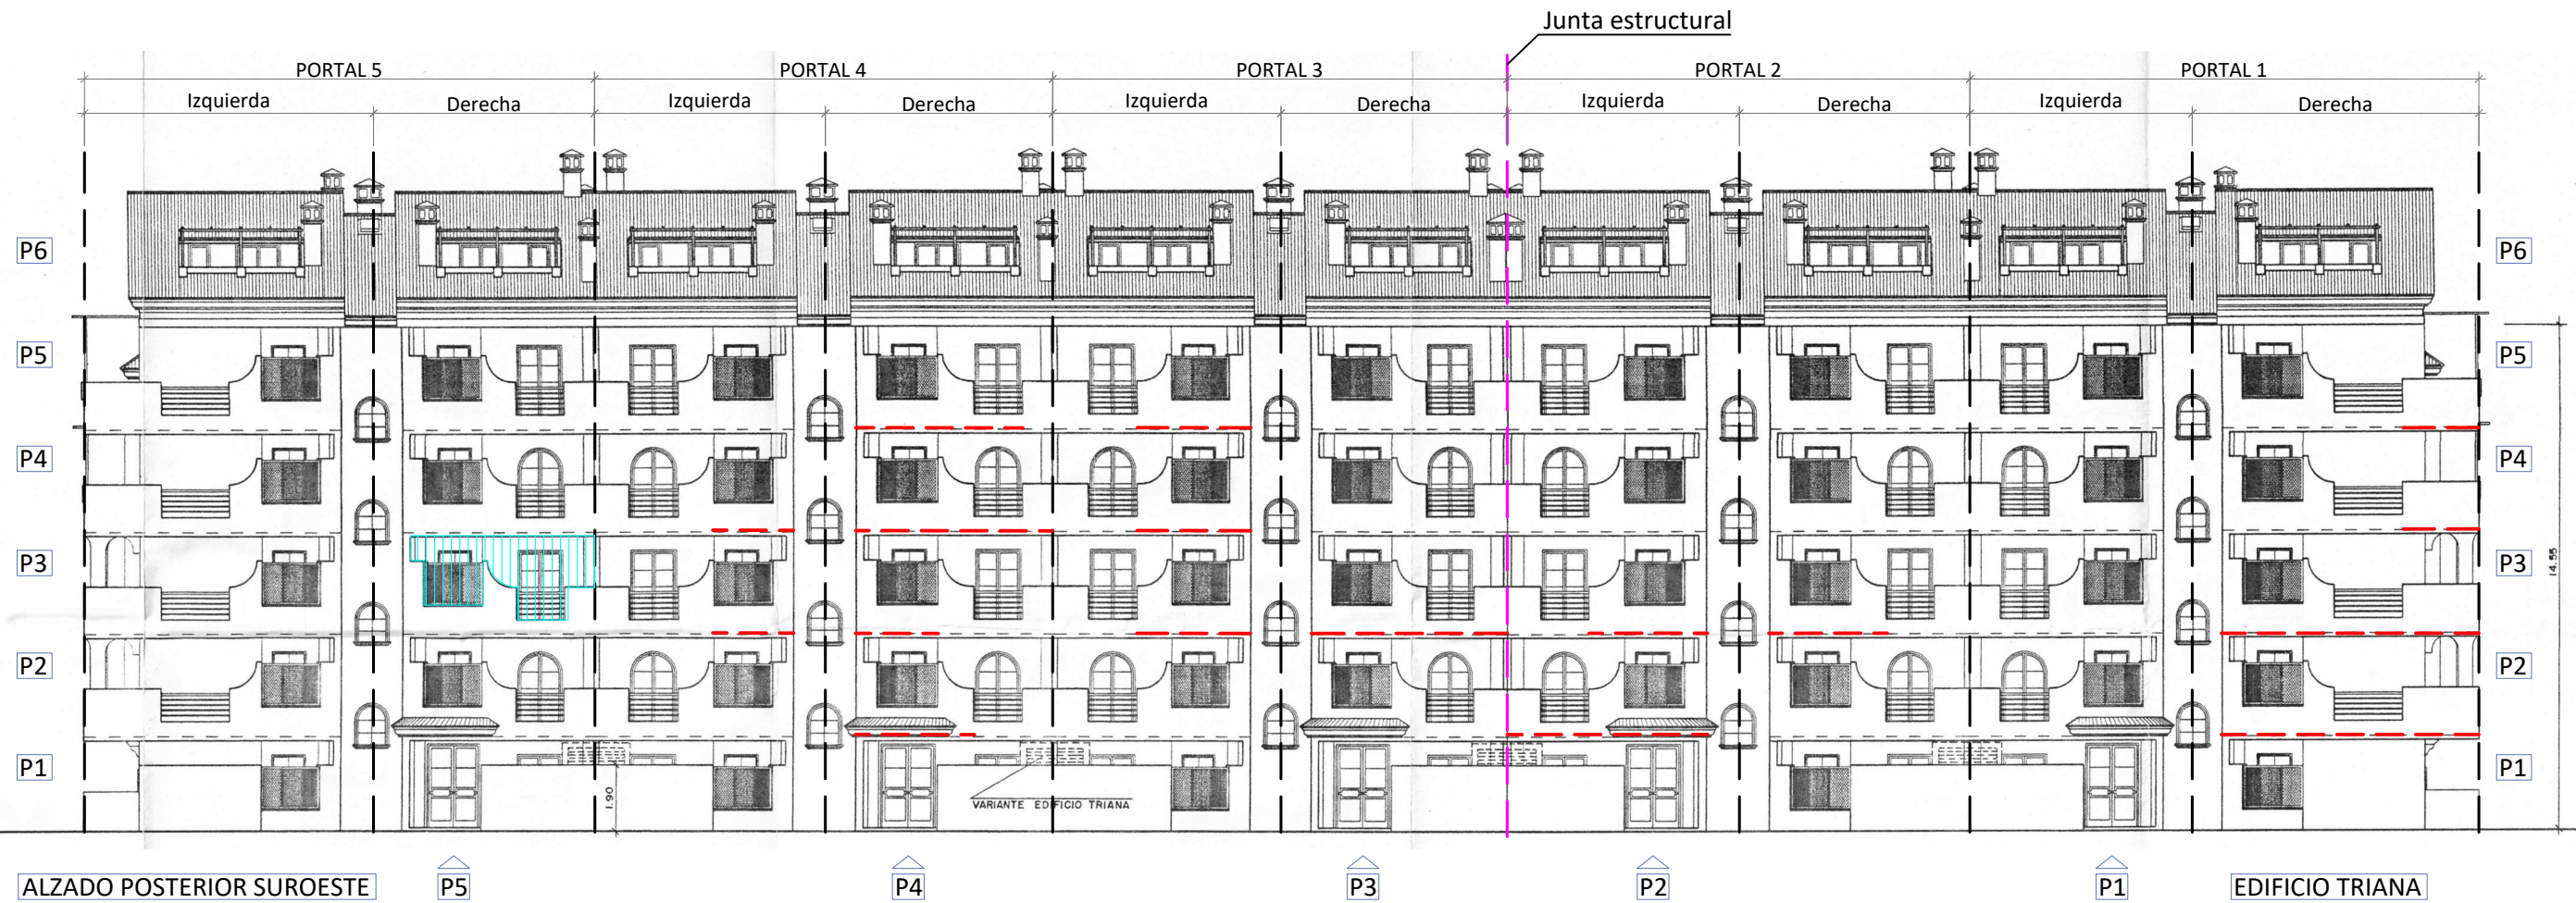 Junta estructural
PORTAL 5 PORTAL 4 PORTAL 3 PORTAL 2 PORTAL 1
Izquierda Derecha Izquierda Derecha Izquierda Derecha Izquierda Derecha Izquierda Derecha
P6 P6
P5 P5
P4 P4
P3 P3
14.55
P2 P2
P1 P1
1.90
VARIANTE EDIFICIO TRIANA
ALZADO POSTERIOR SUROESTE P5 P4 P3 P2 P1 EDIFICIO TRIANA